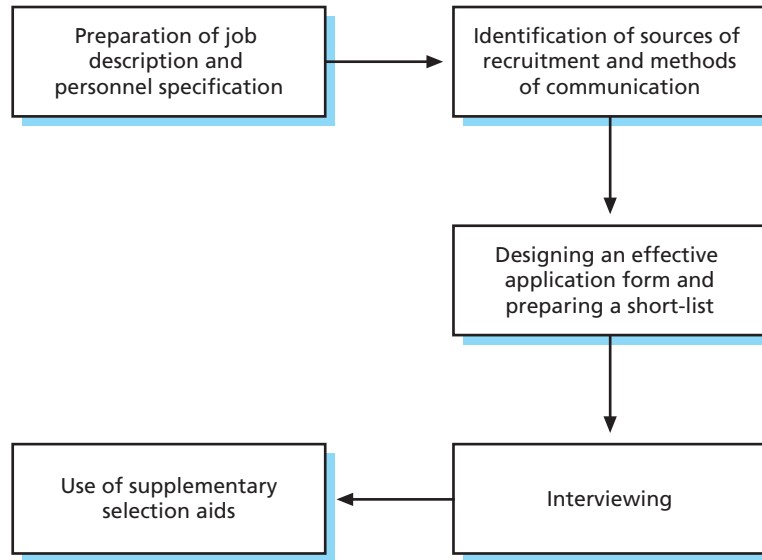 Preparation of job
description and
personnel specification
Identification of sources of
recruitment and methods
of communication
Designing an effective
application form and
preparing a short-list
Interviewing
Use of supplementary
selection aids